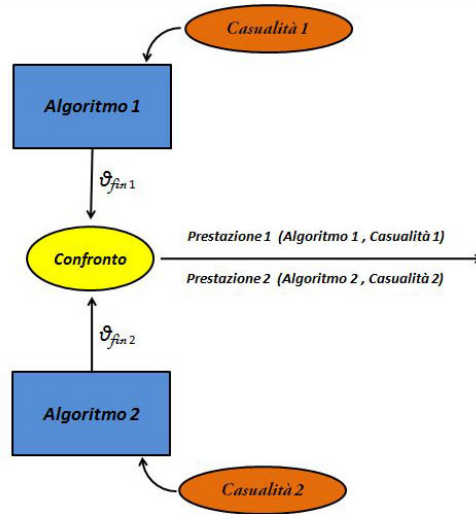 Casualità 1
Algoritmo 1
ϑfin 1
Prestazione 1 (Algoritmo 1 , Casualità 1)
Confronto
Prestazione 2 (Algoritmo 2 , Casualità 2)
ϑfin 2
Algoritmo 2
Casualità 2